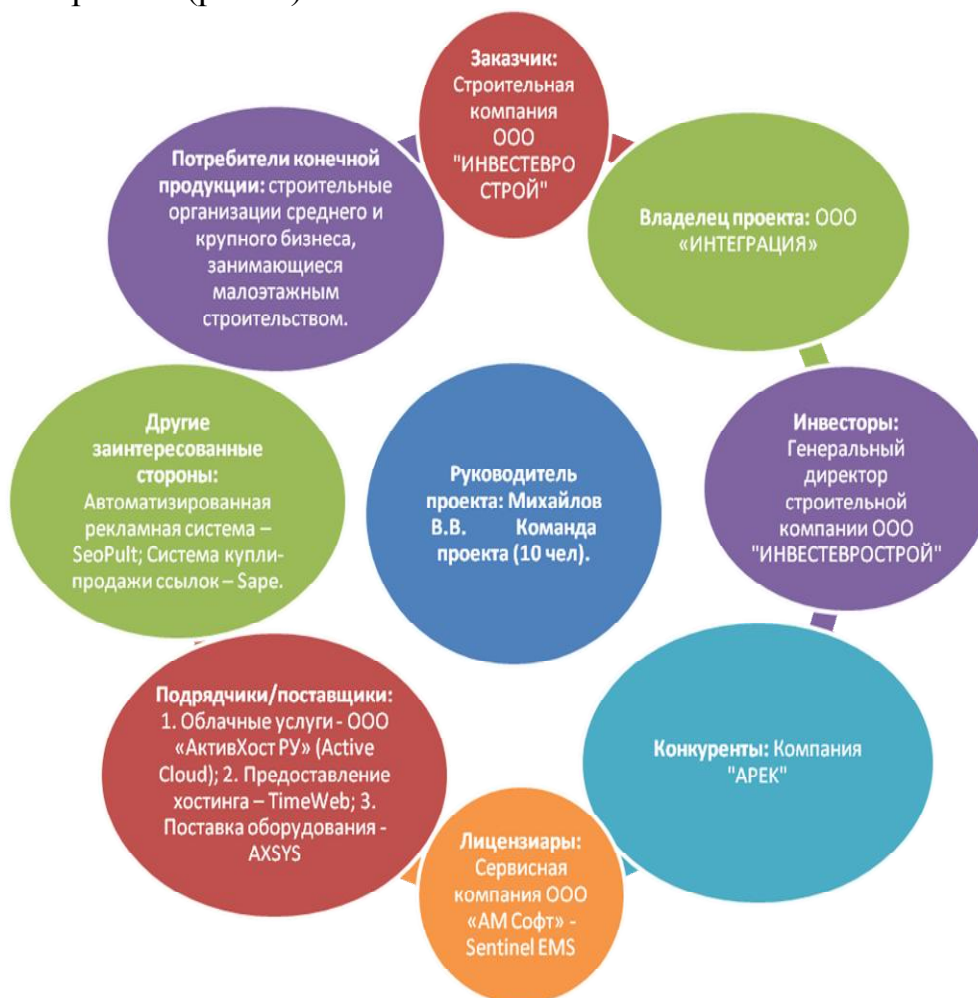 Заказчик:
Строительная
компания
ООО
"ИНВЕСТЕВРО
СТРОЙ"
Владелец проекта: ООО
«ИНТЕГРАЦИЯ»
Инвесторы:
Генеральный
директор
строительной
компании ООО
"ИНВЕСТЕВРОСТРОЙ"
Конкуренты: Компания
"АРЕК"
Лицензиары:
Сервисная
компания ООО
«АМ Софт» -
Sentinel EMS
Подрядчики/поставщики:
1. Облачные услуги - ООО
«АктивХост РУ» (Active
Cloud); 2. Предоставление
хостинга – TimeWeb; 3.
Поставка оборудования -
AXSYS
Другие
заинтересованные
стороны:
Автоматизированная
рекламная система –
SeoPult; Система купли-
продажи ссылок – Sape.
Потребители конечной
продукции: строительные
организации среднего и
крупного бизнеса,
занимающиеся
малоэтажным
строительством.
Руководитель
проекта: Михайлов
В.В. Команда
проекта (10 чел).